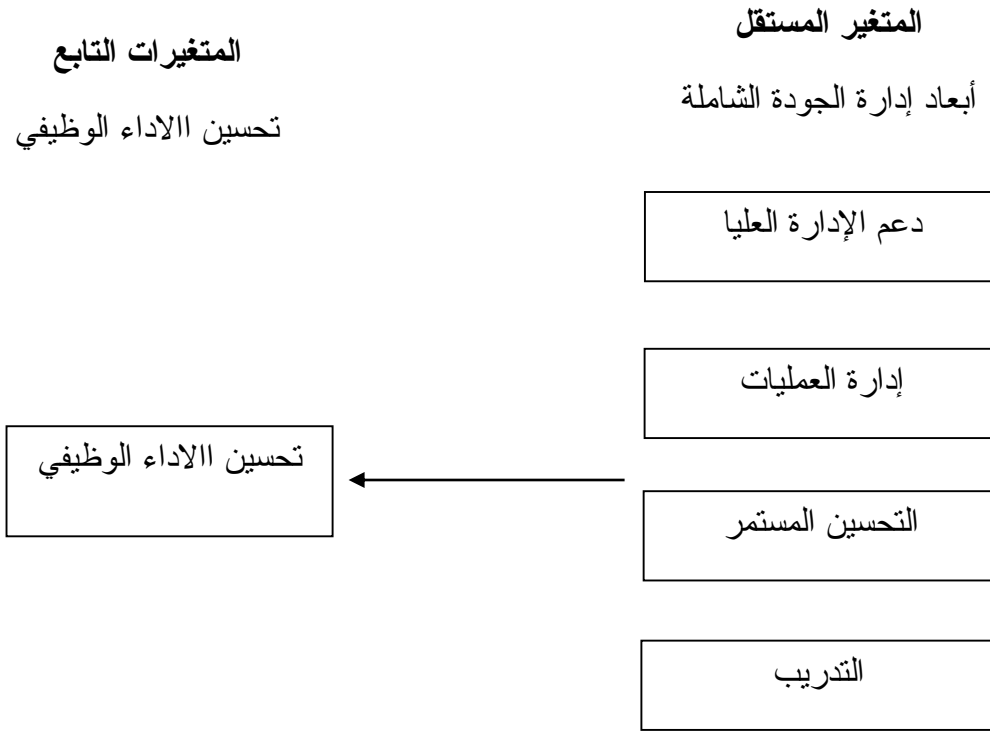 المتغير المستقل
أبعاد إدارة الجودة الشاملة
دعم الإدارة العليا
إدارة العمليات
التحسين المستمر
التدريب
المتغيرات التابع
تحسين االاداء الوظيفي
تحسين االاداء الوظيفي